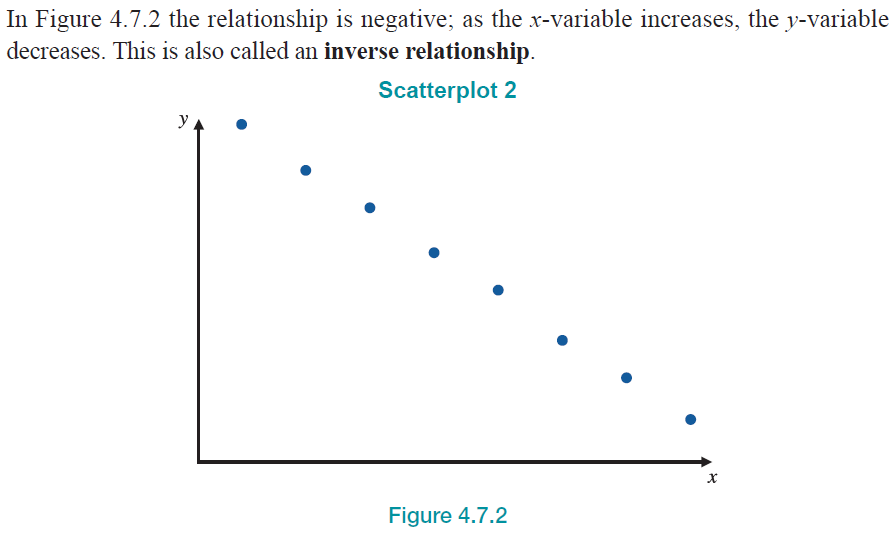 In Figure 4.7.2 the relationship is negative; as the x-variable increases, the y-variable
decreases. This is also called an inverse relationship.
Scatterplot 2
y
x
Figure 4.7.2